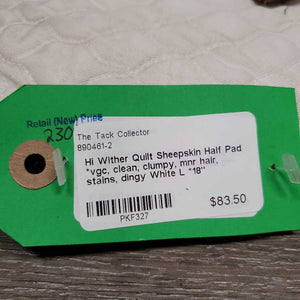 Retail (New) Price
230
The Tack Collector
890461-2
Hi Wither Quilt Sheepskin Half Pad
*vgc, clean, clumpy, mnr hair,
stains, dingy White L *18"
$83.50
PKF327